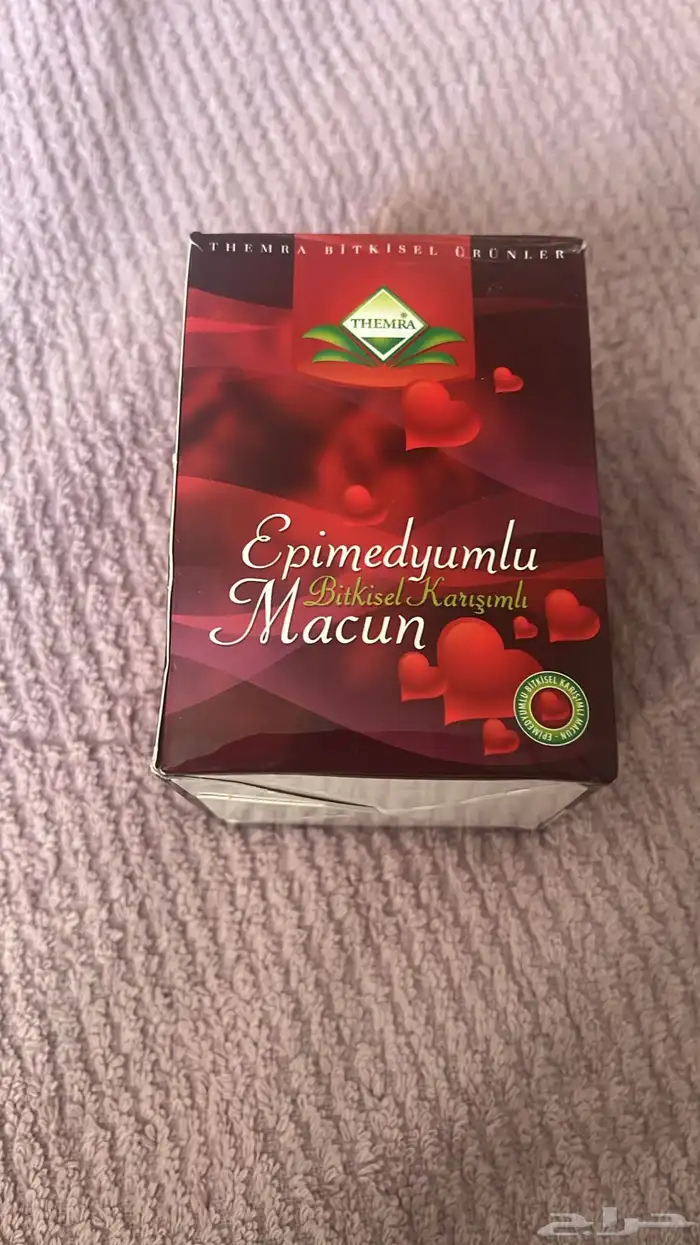 THEMRA BİTKİSEL ÜRÜNLER
THEMRA®
Epimedyumlu
Bitkisel Karışımlı
Macun
EPİMEDYUMLU BİTKİSEL KARIŞIMLI MACUN -
حراج